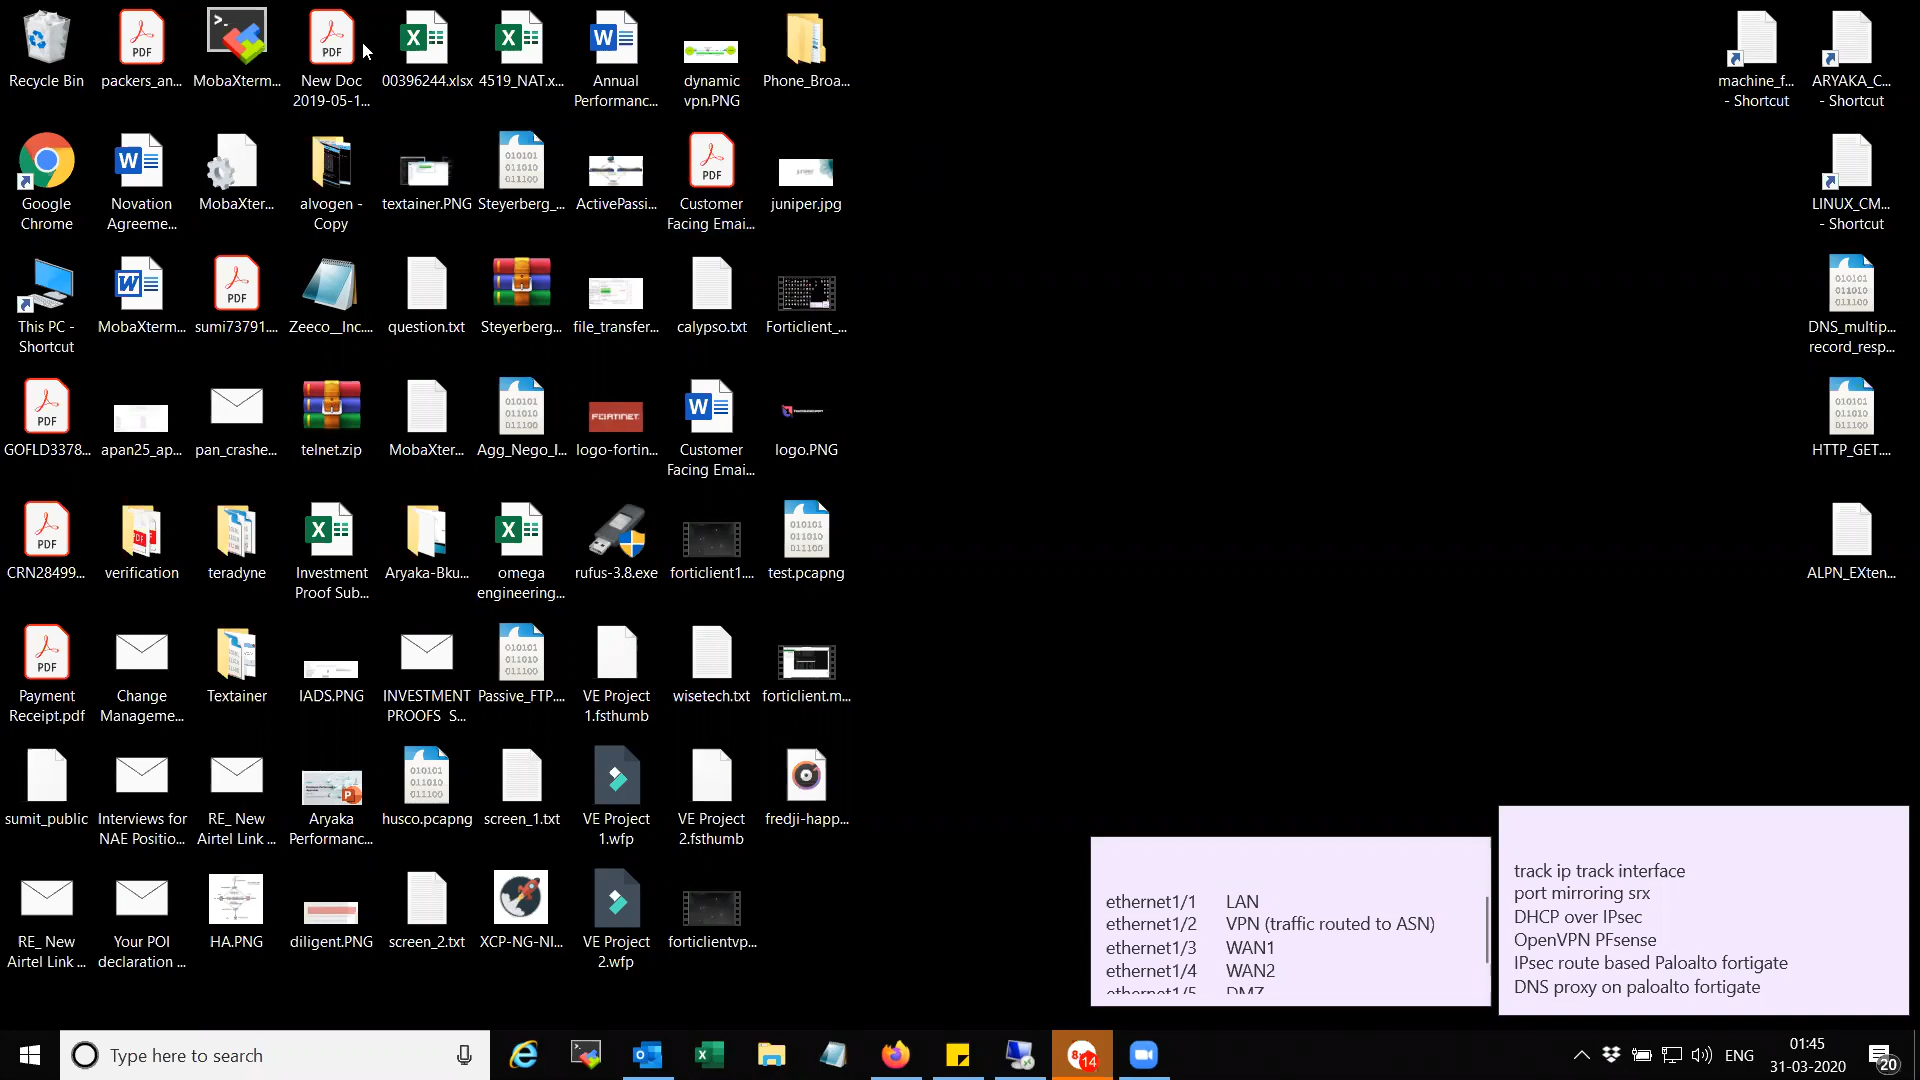 Recycle Bin
packers_an...
MobaXterm...
New Doc
2019-05-1...
00396244.xlsx
4519_NAT.x...
Annual
Performanc...
dynamic
vpn.PNG
Phone_Broa...
machine_f...
- Shortcut
ARYAKA_C...
- Shortcut
Google
Chrome
Novation
Agreeme...
MobaXter...
alvogen -
Copy
textainer.PNG
Steyerberg_...
ActivePassi...
Customer
Facing Emai...
juniper.jpg
LINUX_CM...
- Shortcut
This PC -
Shortcut
MobaXterm...
sumi73791....
Zeeco__Inc....
question.txt
Steyerberg...
file_transfer...
calypso.txt
Forticlient_...
DNS_multip...
record_resp...
GOFLD3378...
apan25_ap...
pan_crashe...
telnet.zip
MobaXter...
Agg_Nego_I...
FORTINET
logo-fortin...
Customer
Facing Emai...
logo.PNG
HTTP_GET....
CRN28499...
verification
teradyne
Investment
Proof Sub...
Aryaka-Bku...
omega
engineering...
rufus-3.8.exe
forticlient1....
test.pcapng
ALPN_EXten...
Payment
Receipt.pdf
Change
Manageme...
Textainer
IADS.PNG
INVESTMENT
PROOFS S...
Passive_FTP....
VE Project
1.fsthumb
wisetech.txt
forticlient.m...
sumit_public
Interviews for
NAE Positio...
RE_ New
Airtel Link ...
Aryaka
Performanc...
husco.pcapng
screen_1.txt
VE Project
1.wfp
VE Project
2.fsthumb
fredji-happ...
RE_ New
Airtel Link ...
Your POI
declaration ...
HA.PNG
diligent.PNG
screen_2.txt
XCP-NG-NI...
VE Project
2.wfp
forticlientvp...
ethernet1/1 LAN
ethernet1/2 VPN (traffic routed to ASN)
ethernet1/3 WAN1
ethernet1/4 WAN2
ethernet1/5 DMZ
track ip track interface
port mirroring srx
DHCP over IPsec
OpenVPN PFsense
IPsec route based Paloalto fortigate
DNS proxy on paloalto fortigate
Type here to search
14
ENG
01:45
31-03-2020
20